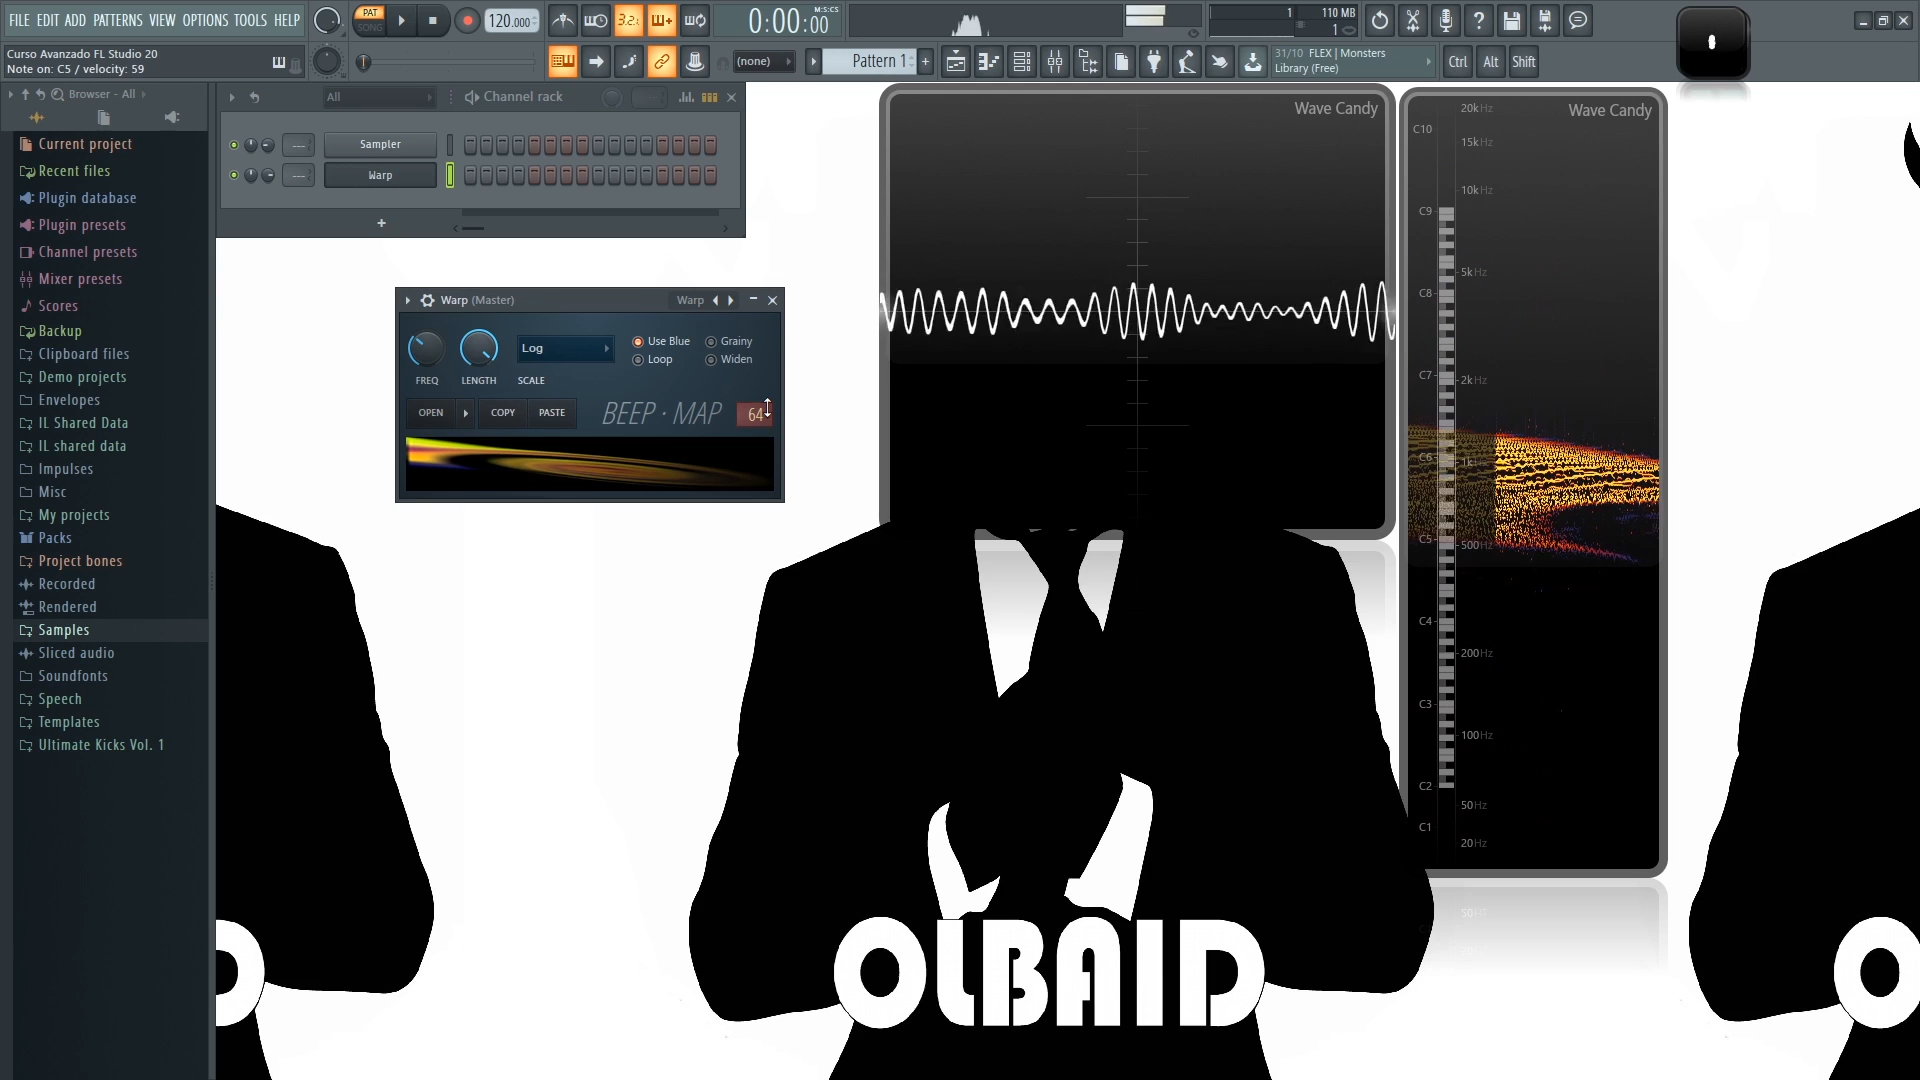 FILE EDIT ADD PATTERNS VIEW OPTIONS TOOLS HELP
PAT
SONG
120.000
3.2.
0:00:00
M:S:CS
1
110 MB
1
Curso Avanzado FL Studio 20
Note on: C5 / velocity: 59
(none)
Pattern 1
+
31/10 FLEX | Monsters
Library (Free)
Ctrl
Alt
Shift
Browser - All
Current project
Recent files
Plugin database
Plugin presets
Channel presets
Mixer presets
Scores
Backup
Clipboard files
Demo projects
Envelopes
IL Shared Data
IL shared data
Impulses
Misc
My projects
Packs
Project bones
Recorded
Rendered
Samples
Sliced audio
Soundfonts
Speech
Templates
Ultimate Kicks Vol. 1
All
Channel rack
--- Sampler
--- Warp
+
Warp (Master)
Warp
Log
Use Blue
Grainy
Loop
Widen
FREQ
LENGTH
SCALE
OPEN
COPY
PASTE
BEEP · MAP
64
Wave Candy
Wave Candy
20kHz
C10
15kHz
10kHz
C9
5kHz
C8
C7
2kHz
C6
1kHz
C5
500Hz
C4
200Hz
C3
100Hz
C2
50Hz
C1
20Hz
D
OLBAID
O